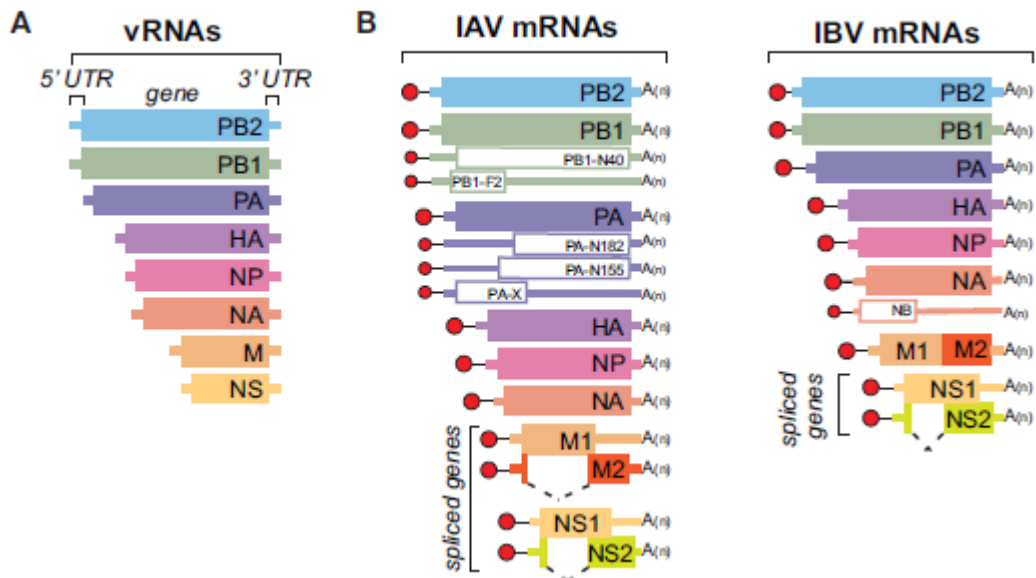 A
vRNAs
5' UTR
3' UTR
gene
PB2
PB1
PA
HA
NP
NA
M
NS
B
IAV mRNAs
PB2 A(n)
PB1 A(n)
PB1-N40 A(n)
PB1-F2 A(n)
PA A(n)
PA-N182 A(n)
PA-N155 A(n)
PA-X A(n)
HA A(n)
NP A(n)
NA A(n)
spliced genes
M1 A(n)
M2 A(n)
NS1 A(n)
NS2 A(n)
IBV mRNAs
PB2 A(n)
PB1 A(n)
PA A(n)
HA A(n)
NP A(n)
NA A(n)
NB A(n)
M1 M2 A(n)
spliced
genes
NS1 A(n)
NS2 A(n)